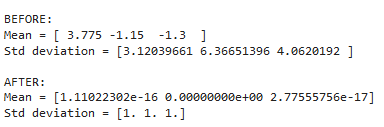 BEFORE:
Mean = [ 3.775 -1.15  -1.3  ]
Std deviation = [3.12039661 6.36651396 4.0620192 ]
AFTER:
Mean = [1.11022302e-16 0.00000000e+00 2.77555756e-17]
Std deviation = [1. 1. 1.]